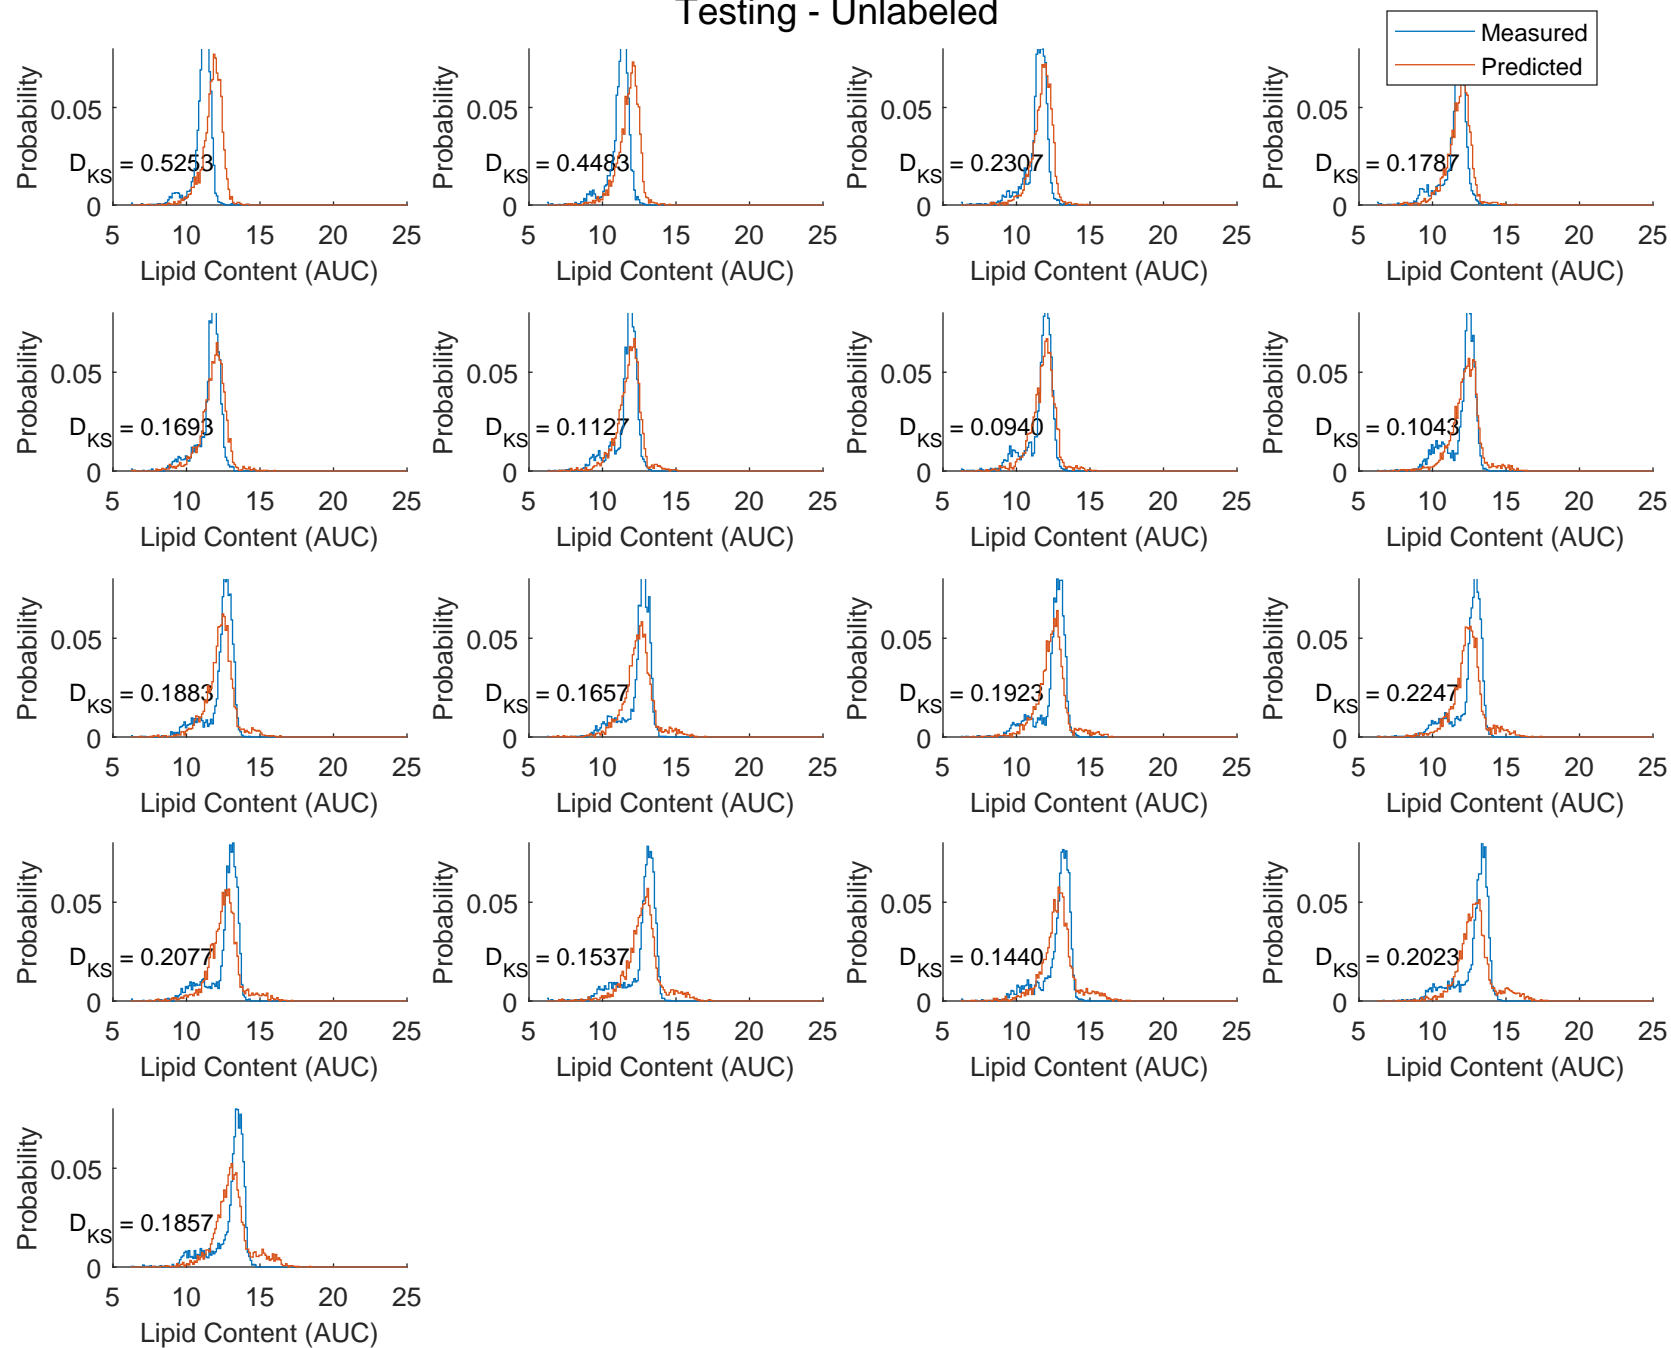 Testing - Unlabeled
Measured
Predicted
Probability 0.05 0 D_KS = 0.5253
5 10 15 20 25
Lipid Content (AUC)
Probability 0.05 0 D_KS = 0.4483
5 10 15 20 25
Lipid Content (AUC)
Probability 0.05 0 D_KS = 0.2307
5 10 15 20 25
Lipid Content (AUC)
Probability 0.05 0 D_KS = 0.1787
5 10 15 20 25
Lipid Content (AUC)
Probability 0.05 0 D_KS = 0.1693
5 10 15 20 25
Lipid Content (AUC)
Probability 0.05 0 D_KS = 0.1127
5 10 15 20 25
Lipid Content (AUC)
Probability 0.05 0 D_KS = 0.0940
5 10 15 20 25
Lipid Content (AUC)
Probability 0.05 0 D_KS = 0.1043
5 10 15 20 25
Lipid Content (AUC)
Probability 0.05 0 D_KS = 0.1883
5 10 15 20 25
Lipid Content (AUC)
Probability 0.05 0 D_KS = 0.1657
5 10 15 20 25
Lipid Content (AUC)
Probability 0.05 0 D_KS = 0.1923
5 10 15 20 25
Lipid Content (AUC)
Probability 0.05 0 D_KS = 0.2247
5 10 15 20 25
Lipid Content (AUC)
Probability 0.05 0 D_KS = 0.2077
5 10 15 20 25
Lipid Content (AUC)
Probability 0.05 0 D_KS = 0.1537
5 10 15 20 25
Lipid Content (AUC)
Probability 0.05 0 D_KS = 0.1440
5 10 15 20 25
Lipid Content (AUC)
Probability 0.05 0 D_KS = 0.2023
5 10 15 20 25
Lipid Content (AUC)
Probability 0.05 0 D_KS = 0.1857
5 10 15 20 25
Lipid Content (AUC)